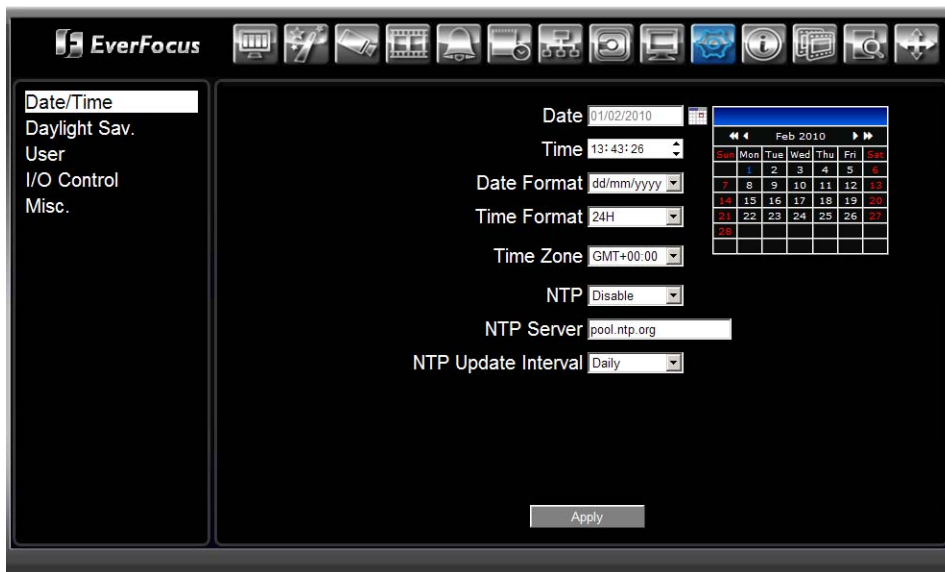 EverFocus
Date/Time
Daylight Sav.
User
I/O Control
Misc.
Date 01/02/2010
Time 13:43:26
Date Format dd/mm/yyyy
Time Format 24H
Time Zone GMT+00:00
NTP Disable
NTP Server pool.ntp.org
NTP Update Interval Daily
Feb 2010
Sun Mon Tue Wed Thu Fri Sat
1 2 3 4 5 6
7 8 9 10 11 12 13
14 15 16 17 18 19 20
21 22 23 24 25 26 27
28
Apply